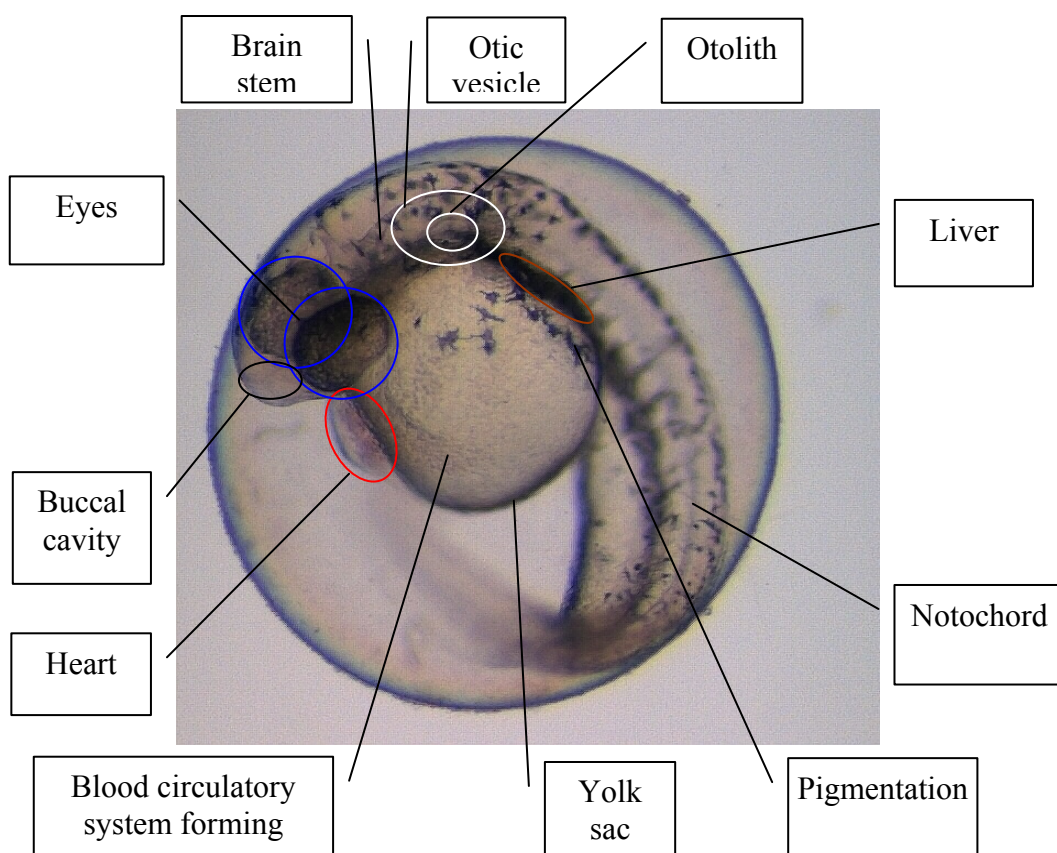 Brain
stem
Otic
vesicle
Otolith
Eyes
Liver
Buccal
cavity
Notochord
Heart
Blood circulatory
system forming
Yolk
sac
Pigmentation